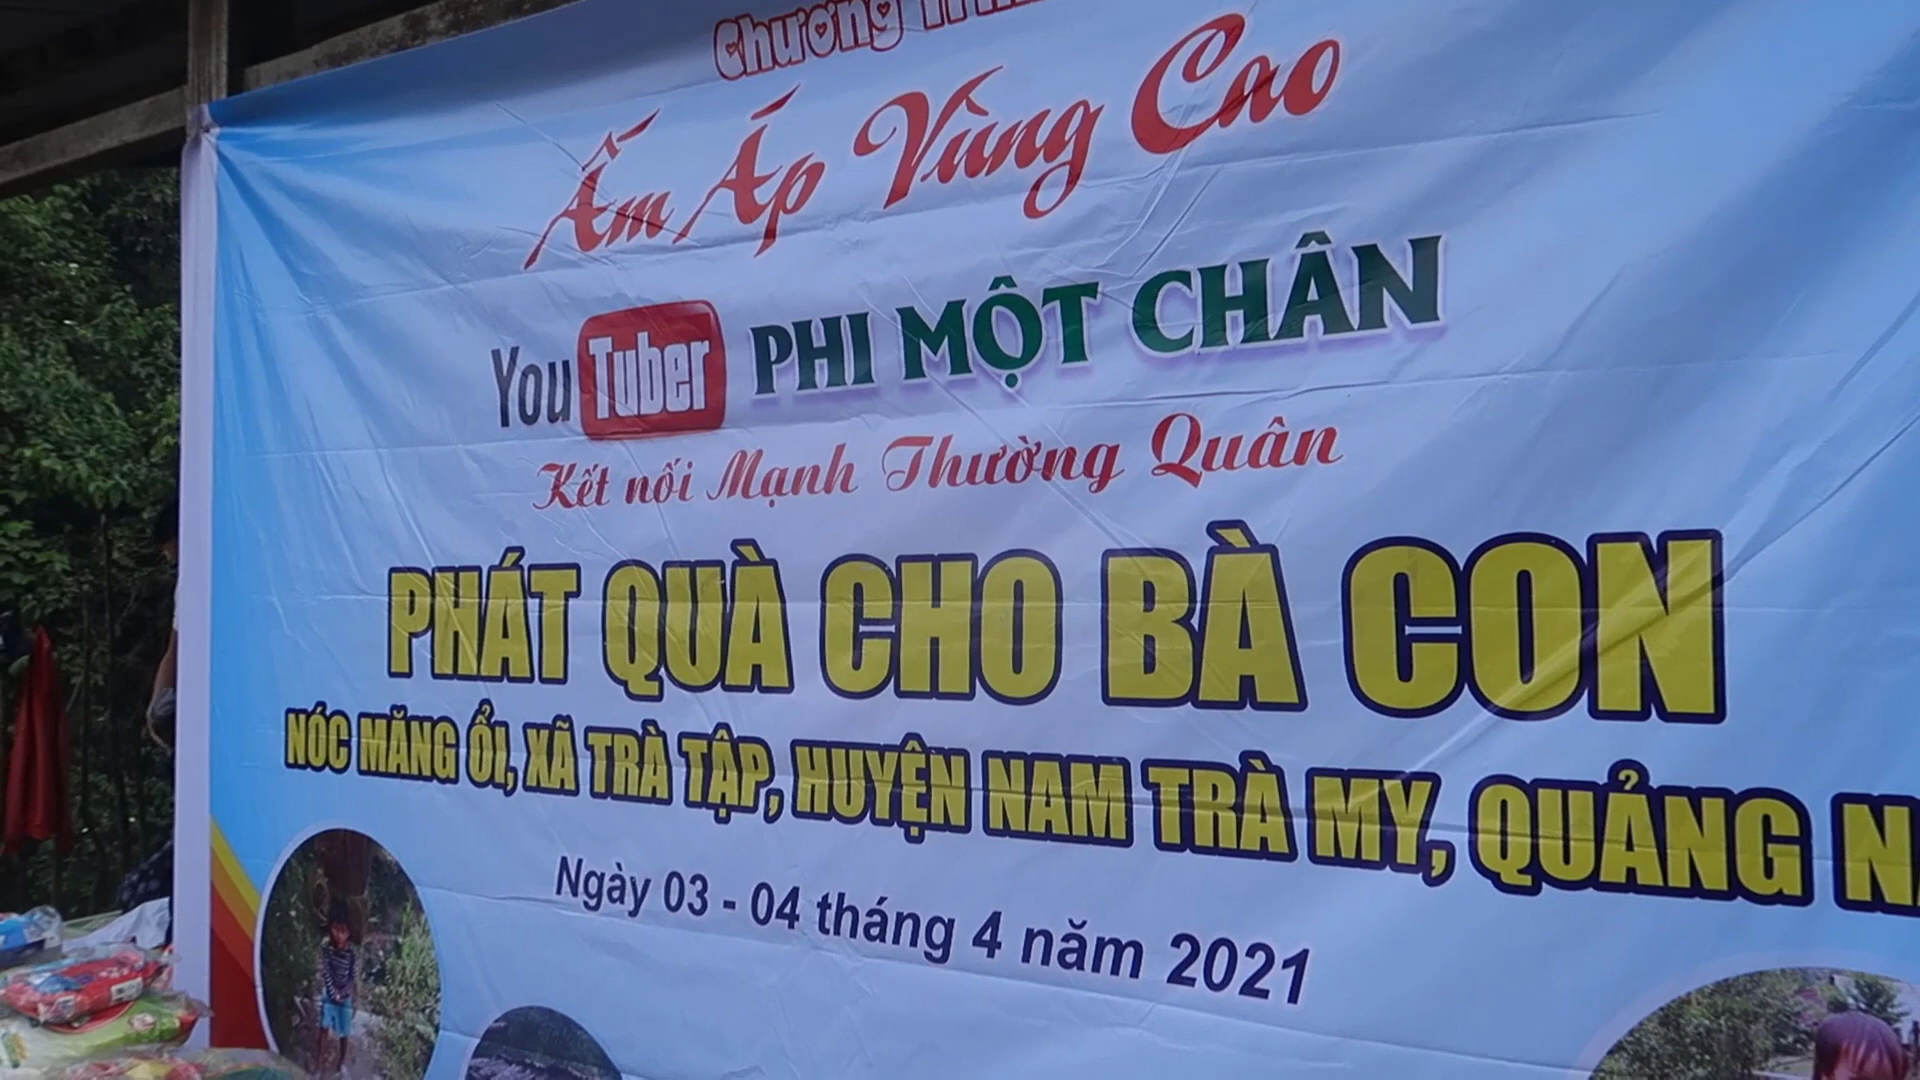 Chương
Ấm Áp Vùng Cao
YouTuber PHI MỘT CHÂN
Kết nối Mạnh Thường Quân
PHÁT QUÀ CHO BÀ CON
NÓC MĂNG ỔI, XÃ TRÀ TẬP, HUYỆN NAM TRÀ MY, QUẢNG
Ngày 03 - 04 tháng 4 năm 2021